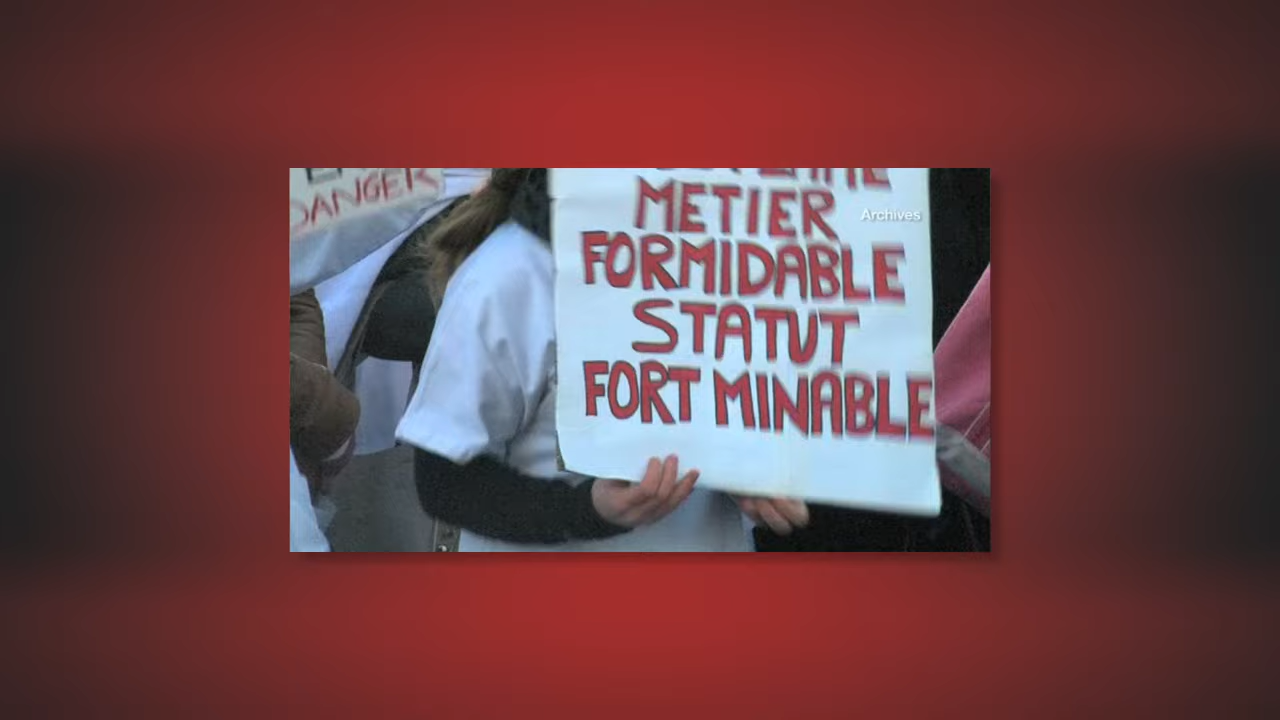 DANGER
METIER
Archives
FORMIDABLE
STATUT
FORT MINABLE